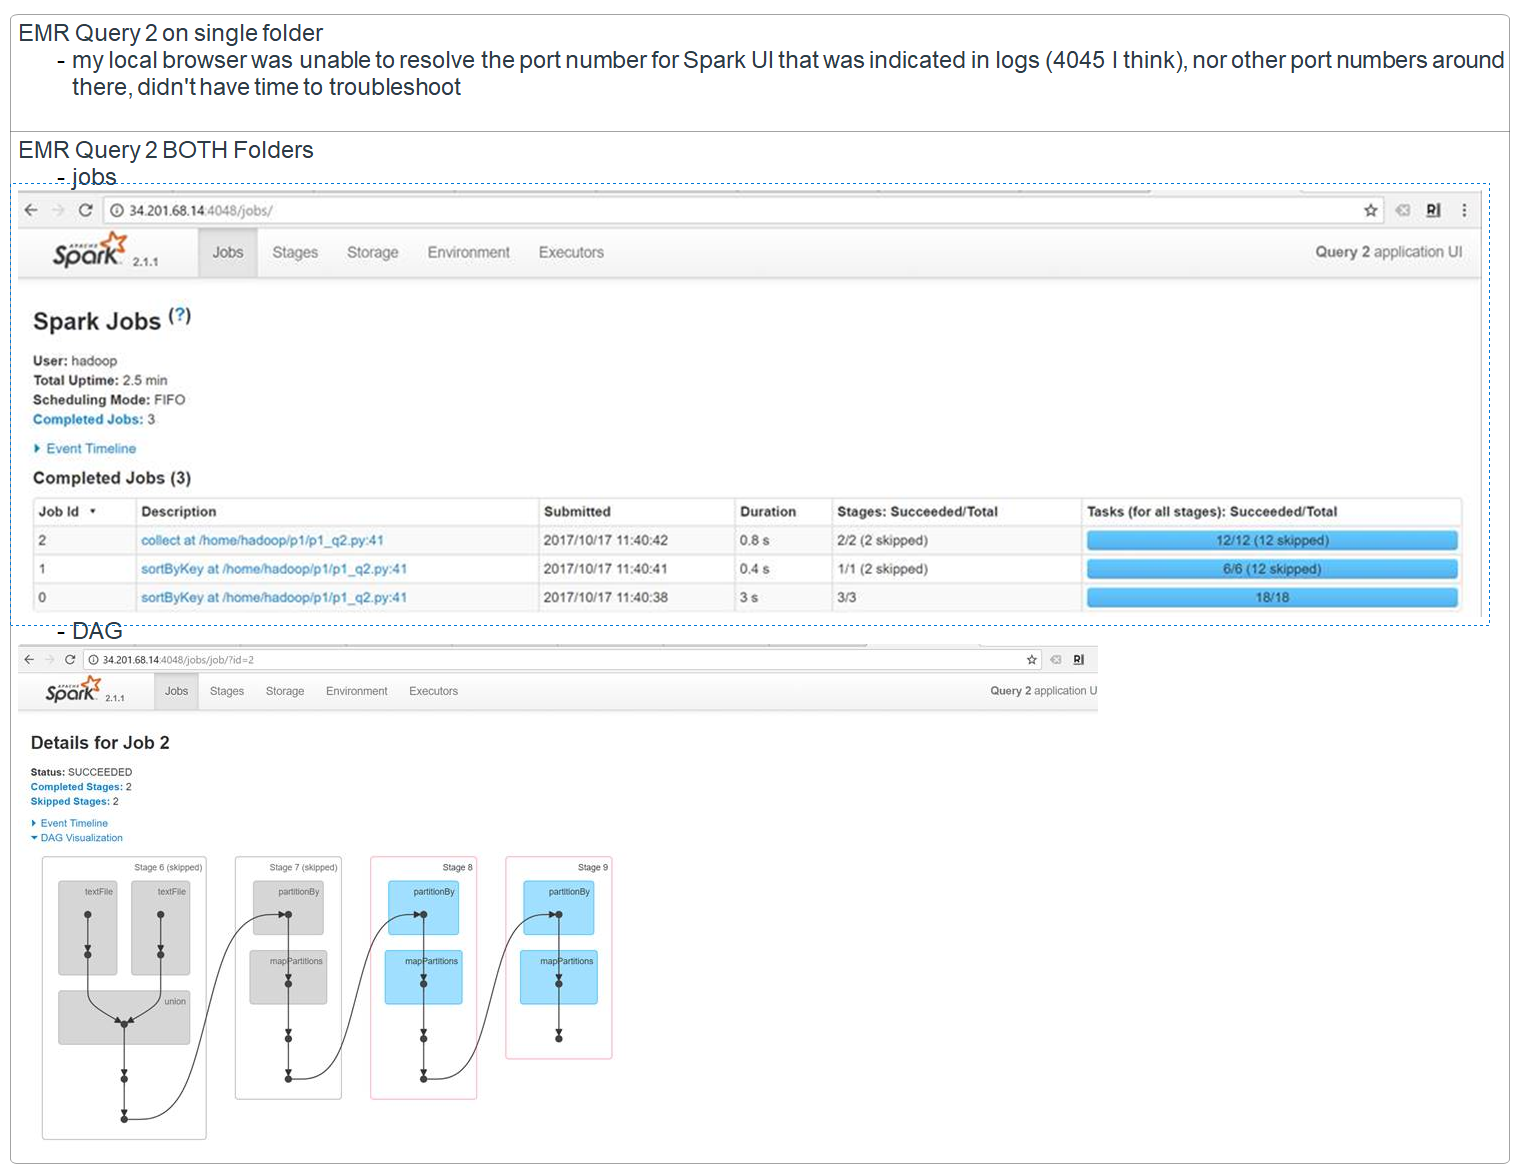 EMR Query 2 on single folder
- my local browser was unable to resolve the port number for Spark UI that was indicated in logs (4045 I think), nor other port numbers around
there, didn't have time to troubleshoot
EMR Query 2 BOTH Folders
- jobs
34.201.68.14:4048/jobs/
APACHE Spark 2.1.1 Jobs Stages Storage Environment Executors Query 2 application UI
Spark Jobs (?)
User: hadoop
Total Uptime: 2.5 min
Scheduling Mode: FIFO
Completed Jobs: 3
Event Timeline
Completed Jobs (3)
Job Id Description Submitted Duration Stages: Succeeded/Total Tasks (for all stages): Succeeded/Total
2 collect at /home/hadoop/p1/p1_q2.py:41 2017/10/17 11:40:42 0.8 s 2/2 (2 skipped) 12/12 (12 skipped)
1 sortByKey at /home/hadoop/p1/p1_q2.py:41 2017/10/17 11:40:41 0.4 s 1/1 (2 skipped) 6/6 (12 skipped)
0 sortByKey at /home/hadoop/p1/p1_q2.py:41 2017/10/17 11:40:38 3 s 3/3 18/18
- DAG
34.201.68.14:4048/jobs/job/?id=2
APACHE Spark 2.1.1 Jobs Stages Storage Environment Executors Query 2 application U
Details for Job 2
Status: SUCCEEDED
Completed Stages: 2
Skipped Stages: 2
Event Timeline
DAG Visualization
Stage 6 (skipped) Stage 7 (skipped) Stage 8 Stage 9
textFile textFile partitionBy partitionBy partitionBy
mapPartitions mapPartitions mapPartitions
union